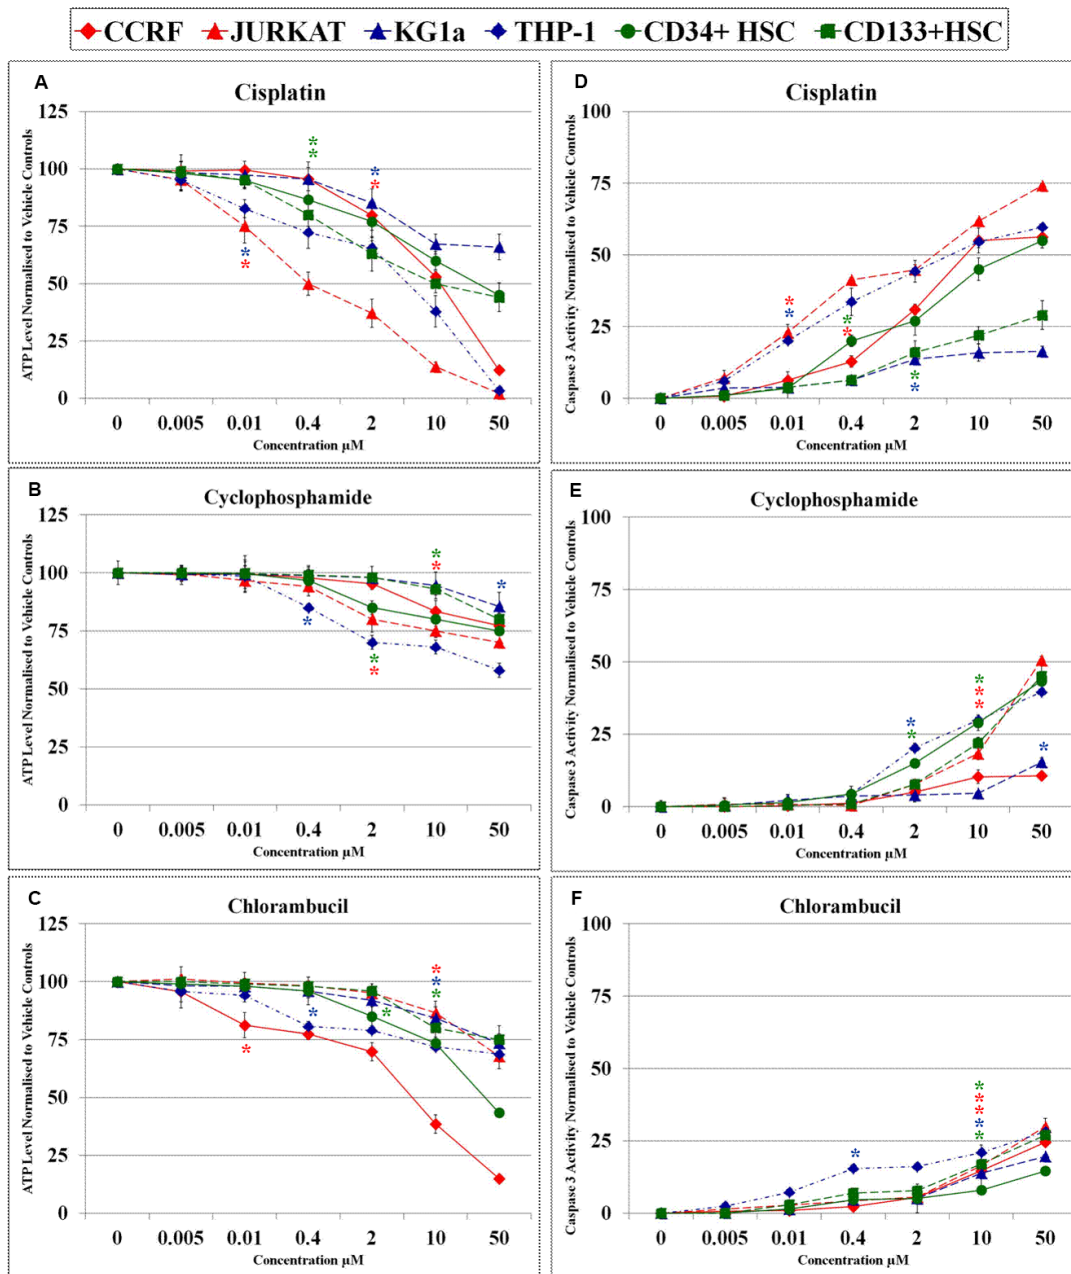 CCRF JURKAT KG1a THP-1 CD34+ HSC CD133+HSC
A
Cisplatin
ATP Level Normalised to Vehicle Controls
125
100
75
50
25
0
0 0.005 0.01 0.4 2 10 50
Concentration µM
* * * * * *
D
Cisplatin
Caspase 3 Activity Normalised to Vehicle Controls
100
75
50
25
0
0 0.005 0.01 0.4 2 10 50
Concentration µM
* * * * * *
B
Cyclophosphamide
ATP Level Normalised to Vehicle Controls
125
100
75
50
25
0
0 0.005 0.01 0.4 2 10 50
Concentration µM
* * * * * *
E
Cyclophosphamide
Caspase 3 Activity Normalised to Vehicle Controls
100
75
50
25
0
0 0.005 0.01 0.4 2 10 50
Concentration µM
* * * * * *
C
Chlorambucil
ATP Level Normalised to Vehicle Controls
125
100
75
50
25
0
0 0.005 0.01 0.4 2 10 50
Concentration µM
* * * * * *
F
Chlorambucil
Caspase 3 Activity Normalised to Vehicle Controls
100
75
50
25
0
0 0.005 0.01 0.4 2 10 50
Concentration µM
* * * * * *